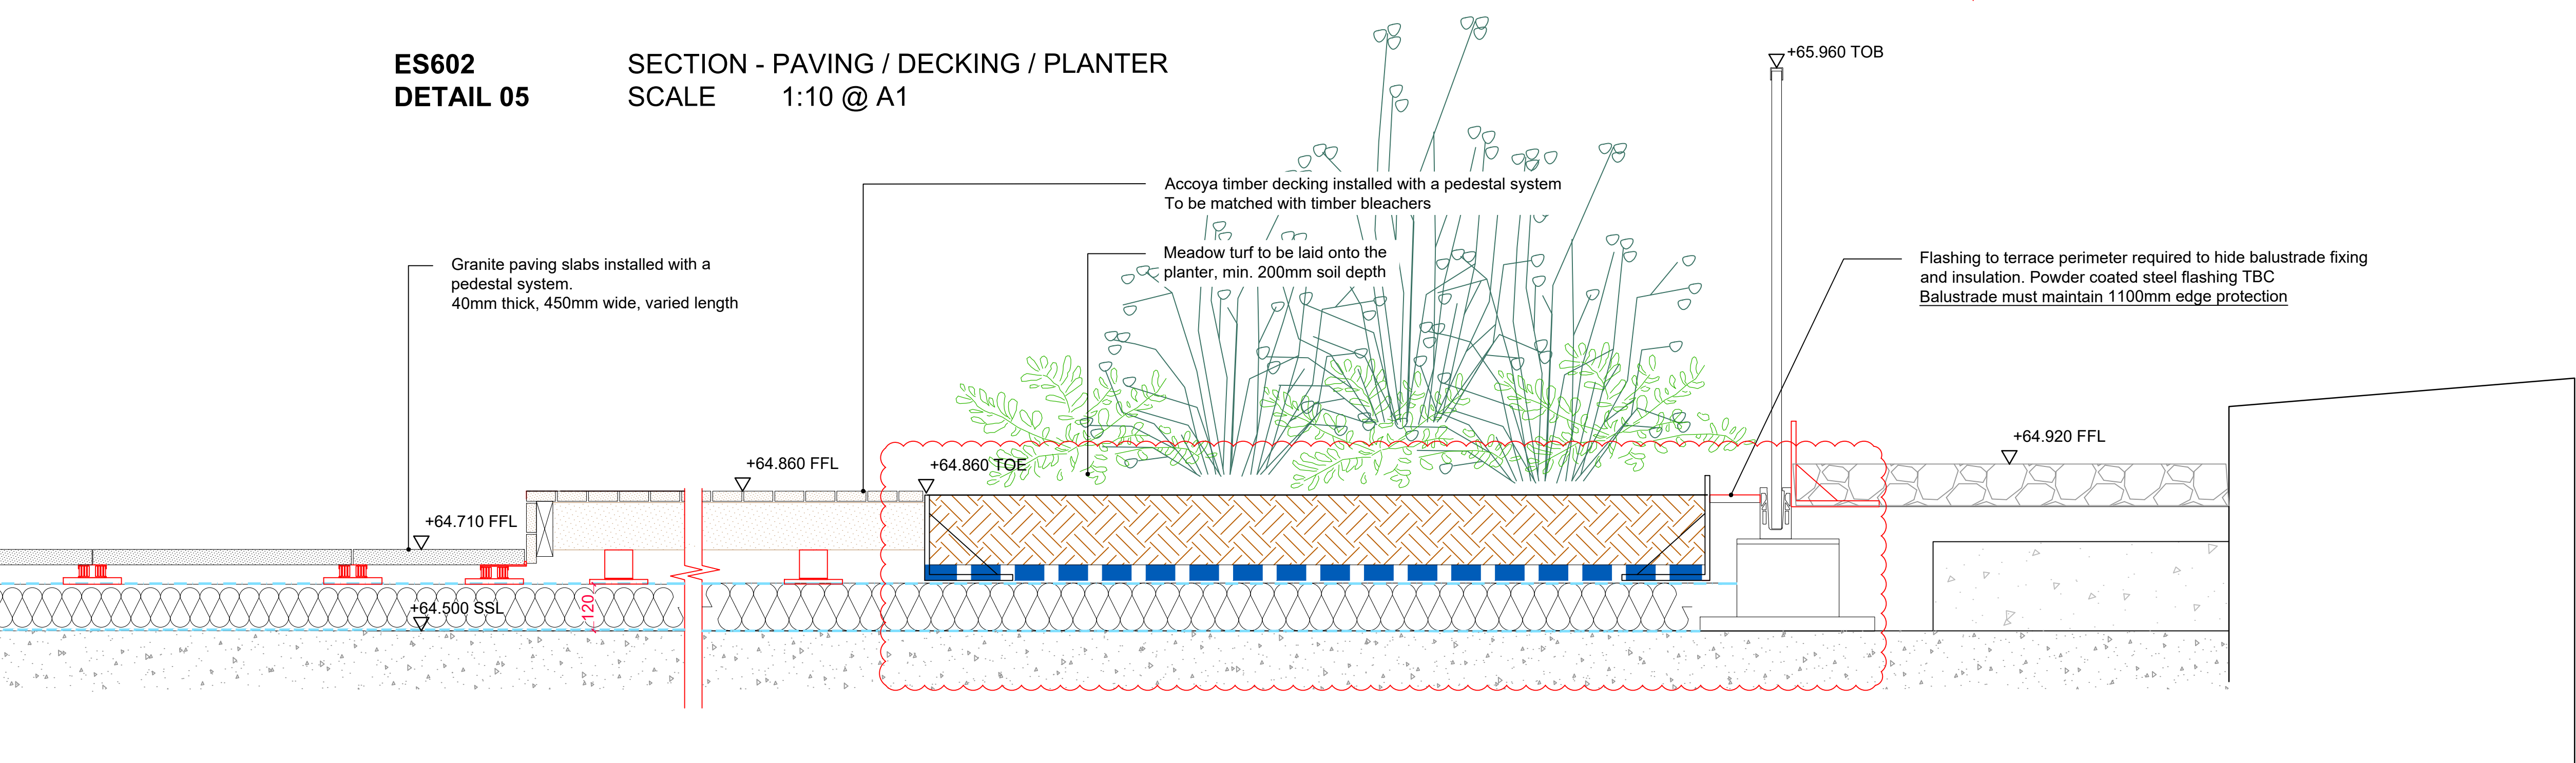 ES602 SECTION - PAVING / DECKING / PLANTER
DETAIL 05 SCALE 1:10 @ A1
+65.960 TOB
Accoya timber decking installed with a pedestal system
To be matched with timber bleachers
Granite paving slabs installed with a
pedestal system.
40mm thick, 450mm wide, varied length
Meadow turf to be laid onto the
planter, min. 200mm soil depth
Flashing to terrace perimeter required to hide balustrade fixing
and insulation. Powder coated steel flashing TBC
Balustrade must maintain 1100mm edge protection
+64.920 FFL
+64.860 FFL
+64.860 TOE
+64.710 FFL
+64.500 SSL
120